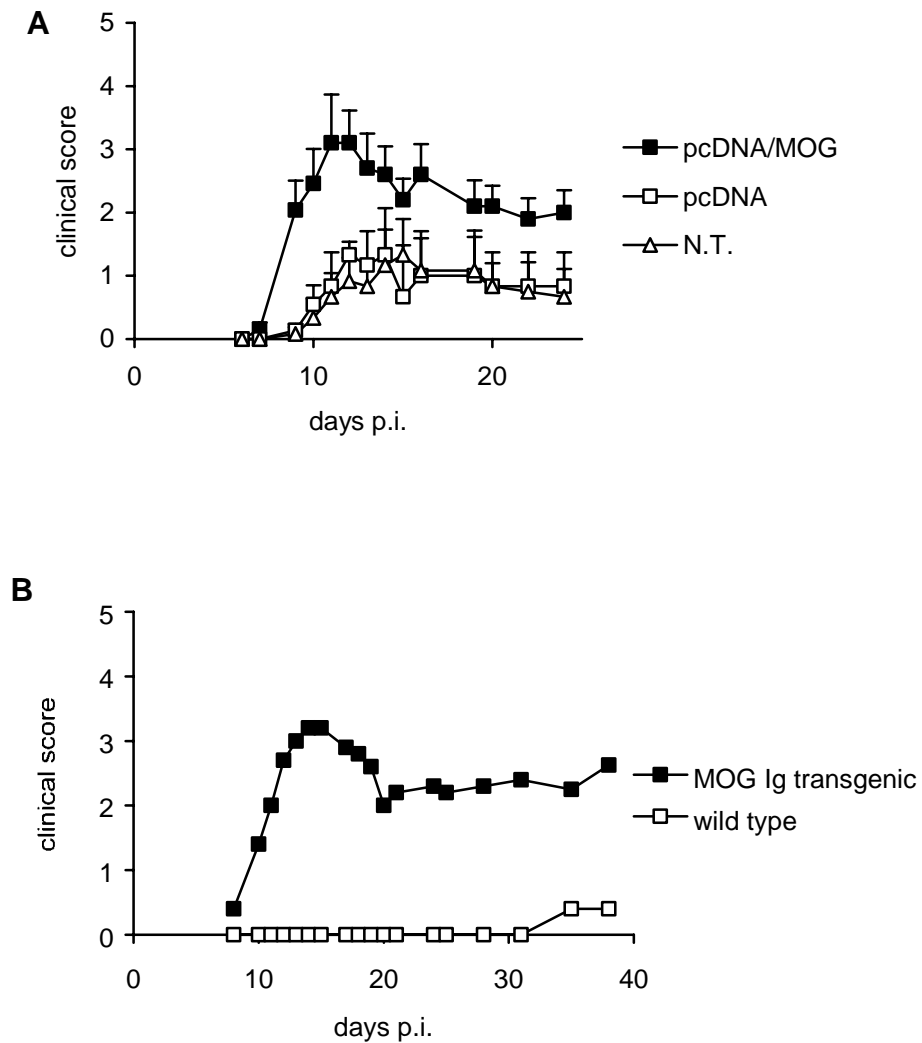 A
5
4
3
2
1
0
clinical score
0 10 20
days p.i.
pcDNA/MOG
pcDNA
N.T.
B
5
4
3
2
1
0
clinical score
0 10 20 30 40
days p.i.
MOG Ig transgenic
wild type